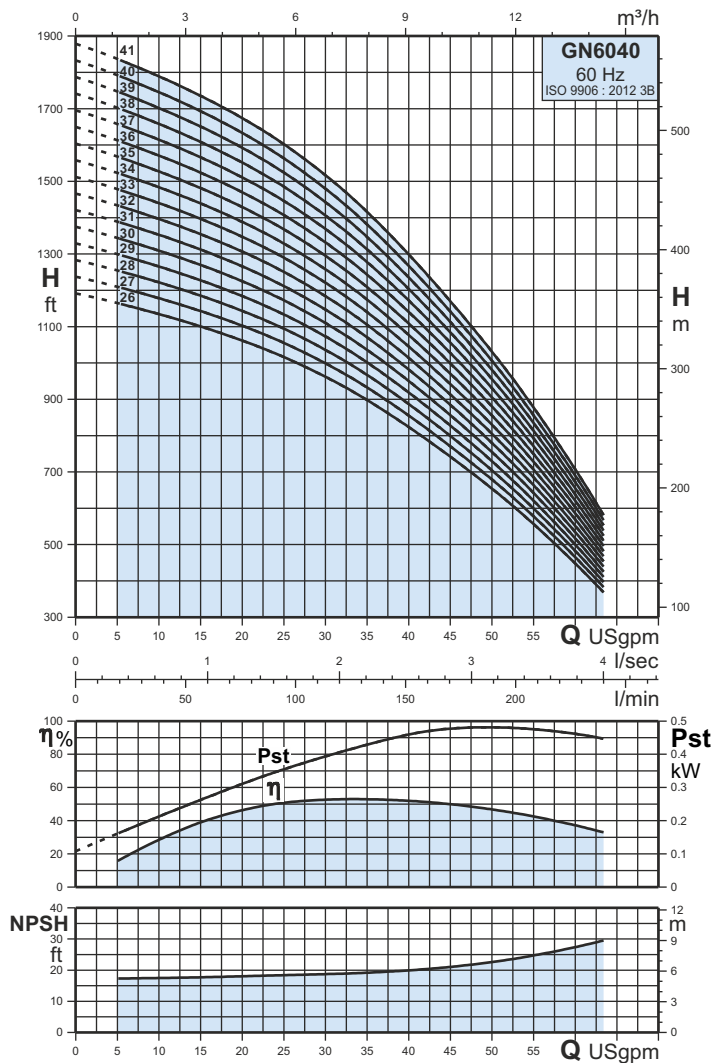 0 3 6 9 12 m³/h
1900
1700
1500
1300
1100
900
700
500
300
H
ft
41
40
39
38
37
36
35
34
33
32
31
30
29
28
27
26
GN6040
60 Hz
ISO 9906 : 2012 3B
500
400
300
200
100
H
m
0 5 10 15 20 25 30 35 40 45 50 55 Q USgpm
0 1 2 3 4 l/sec
0 50 100 150 200 l/min
η%
100
80
60
40
20
0
Pst
η
0.5
0.4
0.3
0.2
0.1
0
Pst
kW
NPSH
ft
40
30
20
10
0
12
9
6
3
0
m
0 5 10 15 20 25 30 35 40 45 50 55 Q USgpm